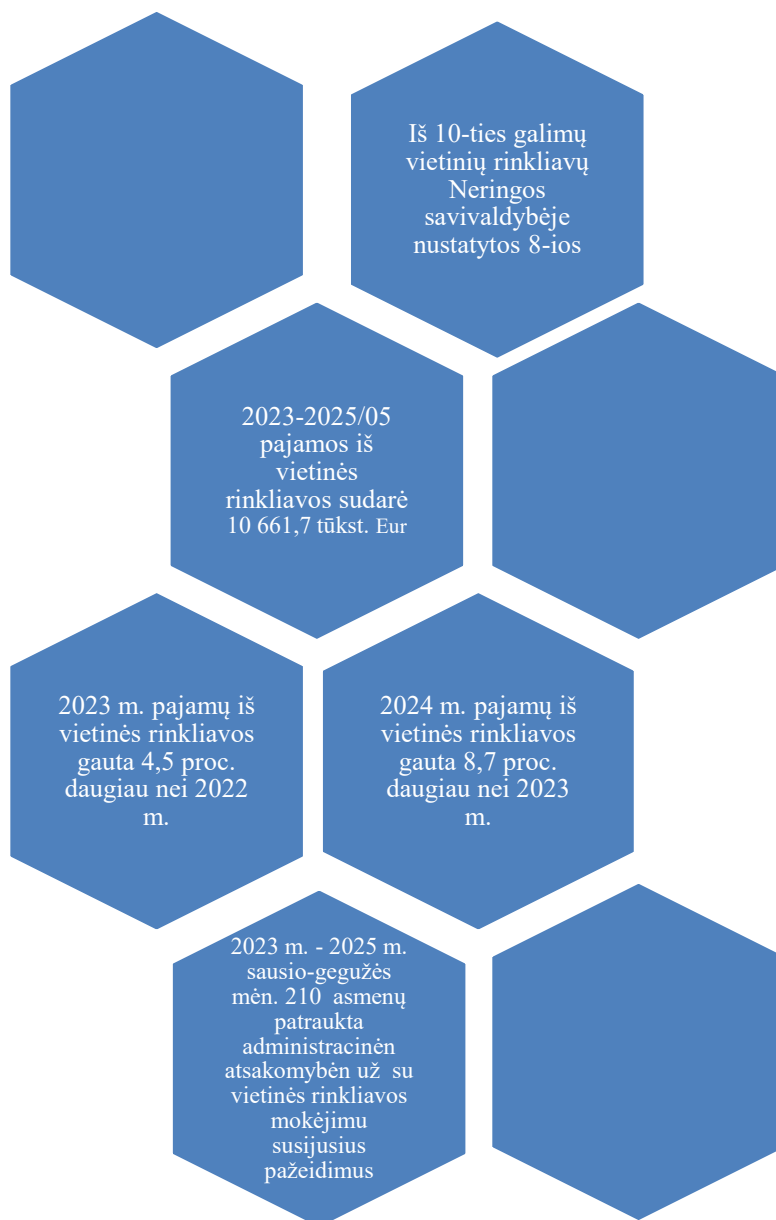 Iš 10-ties galimų
vietinių rinkliavų
Neringos
savivaldybėje
nustatytos 8-ios
2023-2025/05
pajamos iš
vietinės
rinkliavos sudarė
10 661,7 tūkst. Eur
2023 m. pajamų iš
vietinės rinkliavos
gauta 4,5 proc.
daugiau nei 2022
m.
2024 m. pajamų iš
vietinės rinkliavos
gauta 8,7 proc.
daugiau nei 2023
m.
2023 m. - 2025 m.
sausio-gegužės
mėn. 210 asmenų
patraukta
administracinėn
atsakomybėn už su
vietinės rinkliavos
mokėjimu
susijusius
pažeidimus